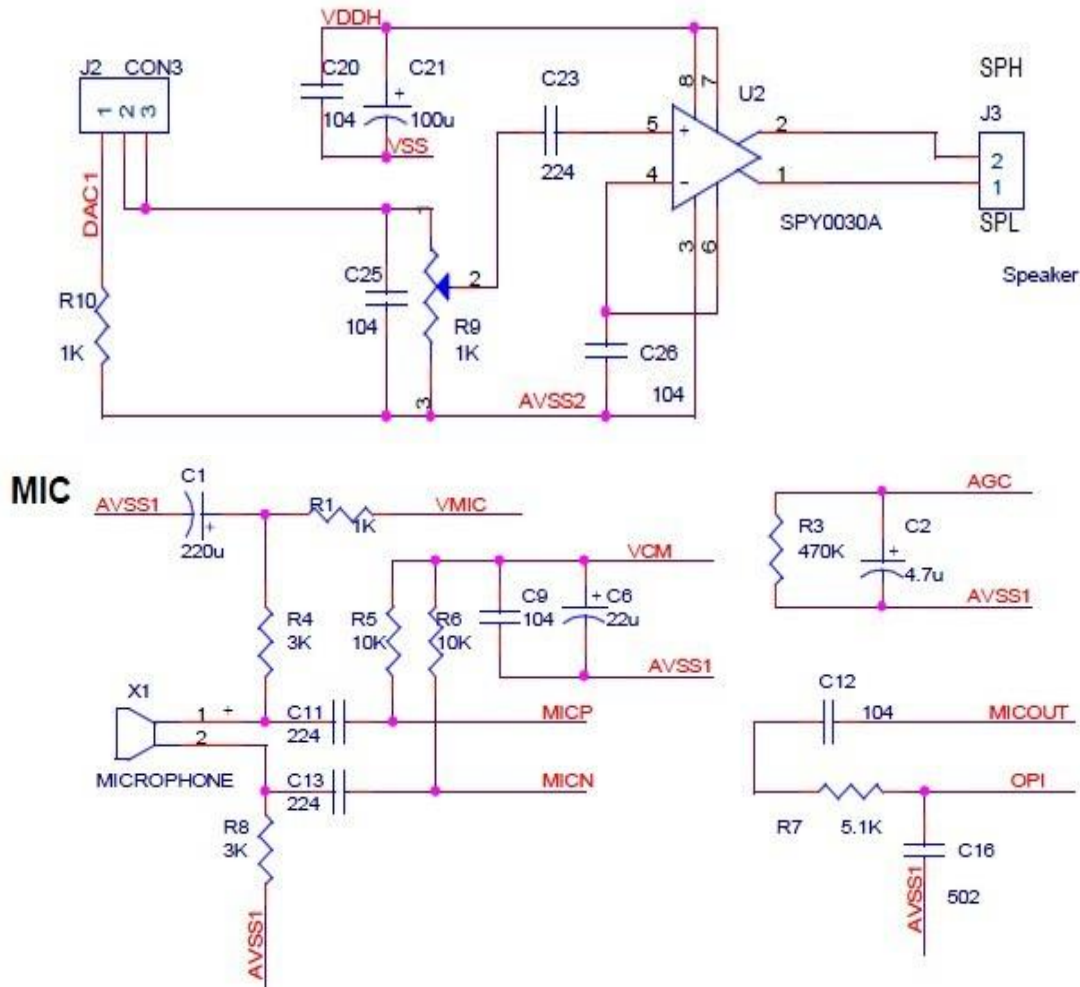 VDDH
J2 CON3
1 2 3
C20
104
C21
+
100u
VSS
C23
224
8 7
U2
SPH
J3
2
1
SPL
Speaker
5 +
4 -
2
1
SPY0030A
3 6
DAC1
R10
1K
C25
104
1
2
R9
1K
3
C26
104
AVSS2
MIC
AVSS1
C1
+
220u
R1
1K
VMIC
VCM
R4
3K
R5
10K
R6
10K
C9
104
+ C6
22u
AVSS1
X1
1 +
2
MICROPHONE
C11
224
MICP
C13
224
MICN
R8
3K
AVSS1
AGC
R3
470K
C2
+
4.7u
AVSS1
C12
104
MICOUT
OPI
R7 5.1K
C16
502
AVSS1